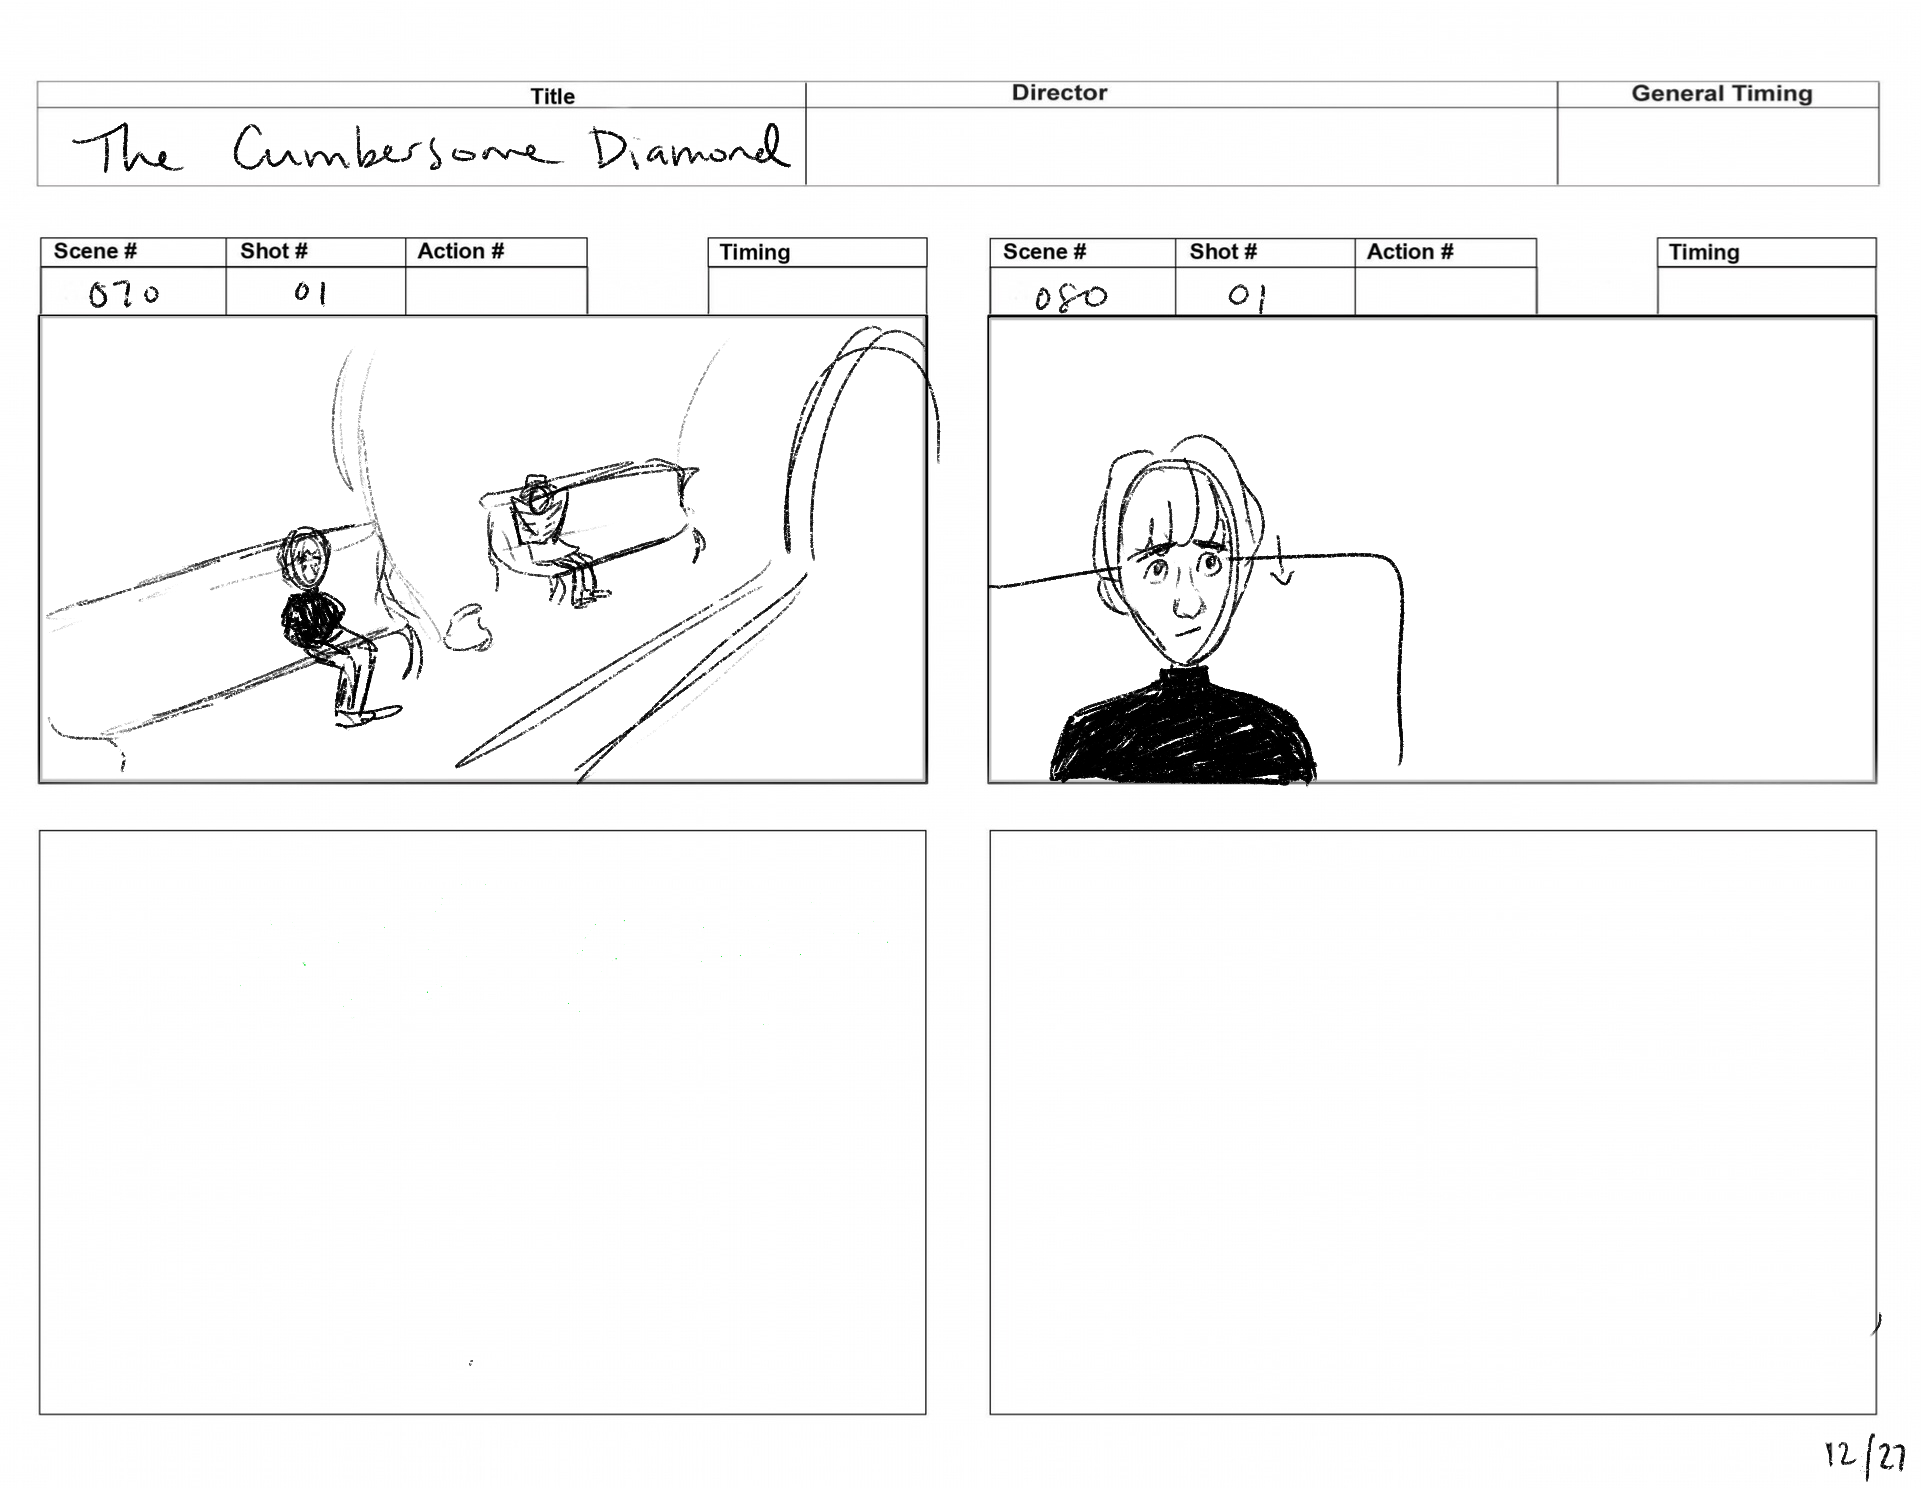 Title Director General Timing
The Cumbersome Diamond
Scene # Shot # Action # Timing
070 01
Scene # Shot # Action # Timing
080 01
12/27